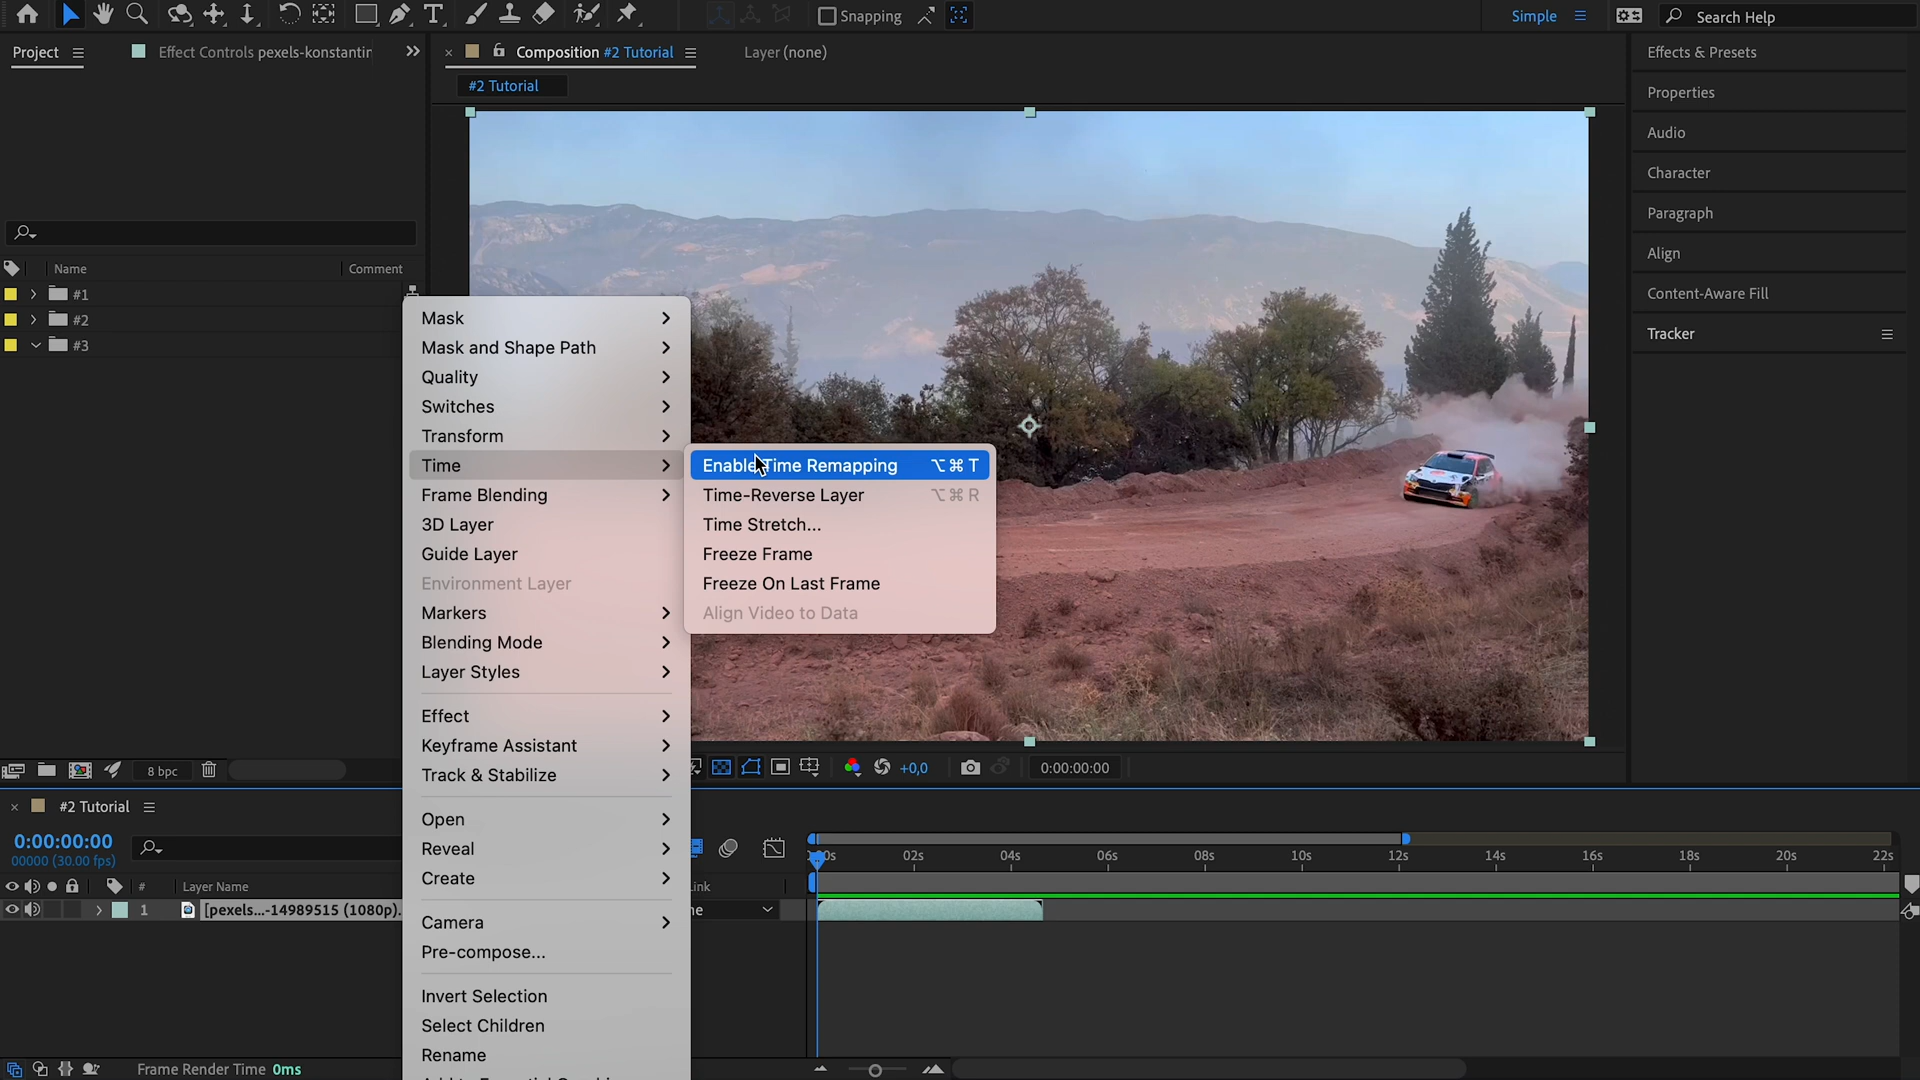 Snapping
Simple
Search Help
Project
Effect Controls pexels-konstantin
Composition #2 Tutorial
Layer (none)
#2 Tutorial
Effects & Presets
Properties
Audio
Character
Paragraph
Align
Content-Aware Fill
Tracker
Name
Comment
#1
#2
#3
Mask
Mask and Shape Path
Quality
Switches
Transform
Time
Frame Blending
3D Layer
Guide Layer
Environment Layer
Markers
Blending Mode
Layer Styles
Effect
Keyframe Assistant
Track & Stabilize
Open
Reveal
Create
Camera
Pre-compose...
Invert Selection
Select Children
Rename
Enable Time Remapping ⌥⌘T
Time-Reverse Layer ⌥⌘R
Time Stretch...
Freeze Frame
Freeze On Last Frame
Align Video to Data
8 bpc
+0,0
0:00:00:00
#2 Tutorial
0:00:00:00
00000 (30.00 fps)
02s 04s 06s 08s 10s 12s 14s 16s 18s 20s 22s
# Layer Name
1 [pexels...-14989515 (1080p).
Frame Render Time 0ms